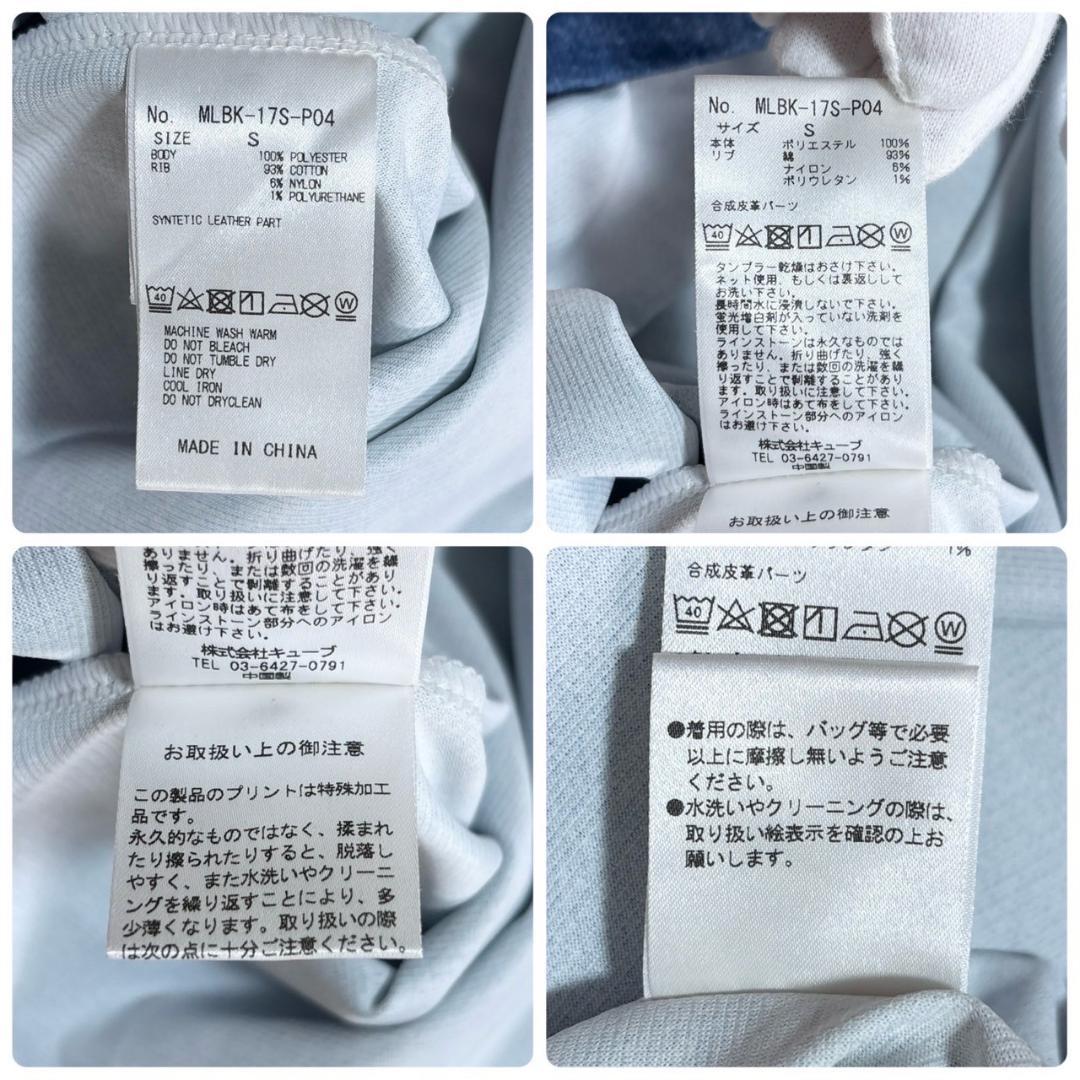 No. MLBK-17S-P04
SIZE S
BODY 100% POLYESTER
RIB 93% COTTON
6% NYLON
1% POLYURETHANE
SYNTETIC LEATHER PART
40 W
MACHINE WASH WARM
DO NOT BLEACH
DO NOT TUMBLE DRY
LINE DRY
COOL IRON
DO NOT DRYCLEAN
MADE IN CHINA
No. MLBK-17S-P04
サイズ S
本体 ポリエステル 100%
リブ 綿 93%
ナイロン 6%
ポリウレタン 1%
合成皮革パーツ
40 W
タンブラー乾燥はおさけ下さい。
ネット使用、もしくは裏返しして
お洗い下さい。
長時間水に浸漬しないで下さい。
蛍光増白剤が入っていない洗剤を
使用して下さい。
ラインストーンは永久なものでは
ありません。折り曲げたり、強く
擦ったり、または数回の洗濯を繰
り返すことで剥離することがあり
ます。取り扱いに注意して下さい。
アイロン時はあて布をして下さい。
ラインストーン部分へのアイロン
はお避け下さい。
株式会社キューブ
TEL 03-6427-0791
中国製
お取扱い上の御注意
ありません。折り曲げたり、強く
擦ったり、または数回の洗濯を繰
り返すことで剥離することがあり
ます。取り扱いに注意して下さい。
アイロン時はあて布をして下さい。
ラインストーン部分へのアイロン
はお避け下さい。
株式会社キューブ
TEL 03-6427-0791
中国製
お取扱い上の御注意
この製品のプリントは特殊加工
品です。
永久的なものではなく、揉まれ
たり擦られたりすると、脱落し
やすく、また水洗いやクリーニ
ングを繰り返すことにより、多
少薄くなります。取り扱いの際
は次の点に十分ご注意ください。
1%
合成皮革パーツ
40 W
●着用の際は、バッグ等で必要
以上に摩擦し無いようご注意
ください。
●水洗いやクリーニングの際は、
取り扱い絵表示を確認の上お
願いします。